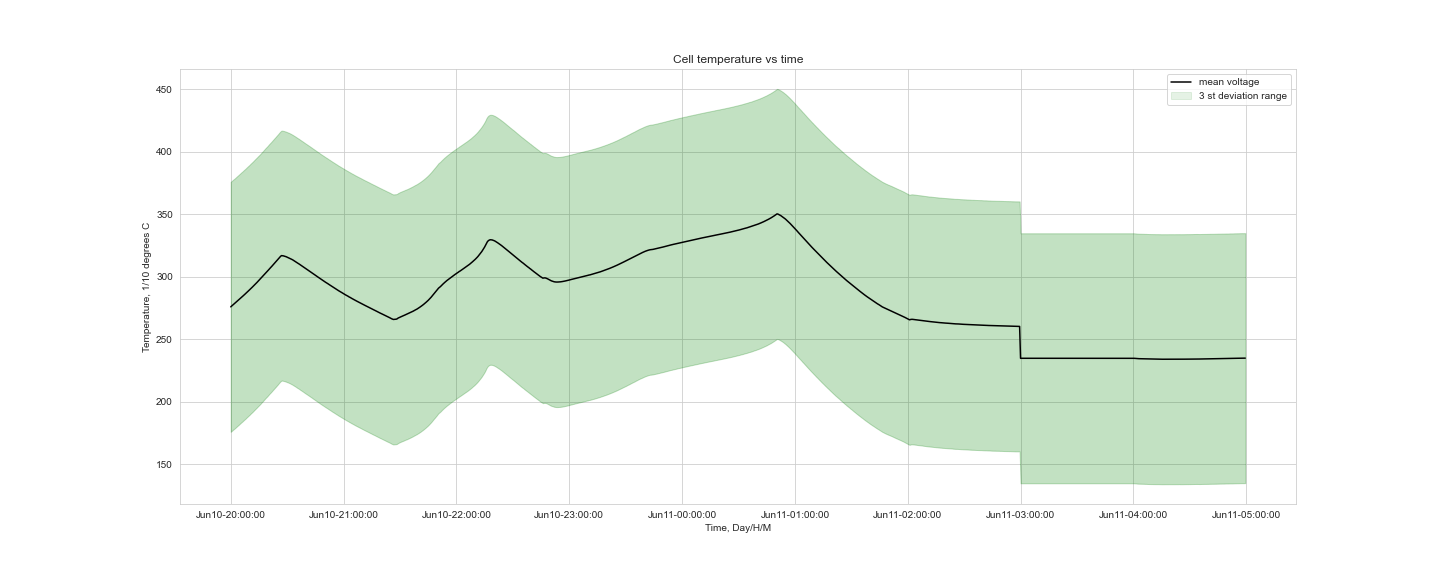 Cell temperature vs time
mean voltage
3 st deviation range
Temperature, 1/10 degrees C
450
400
350
300
250
200
150
Jun10-20:00:00 Jun10-21:00:00 Jun10-22:00:00 Jun10-23:00:00 Jun11-00:00:00 Jun11-01:00:00 Jun11-02:00:00 Jun11-03:00:00 Jun11-04:00:00 Jun11-05:00:00
Time, Day/H/M